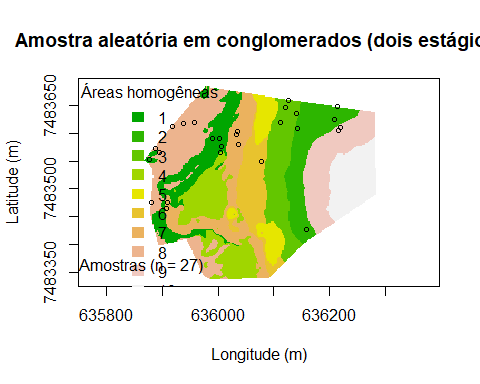 Amostra aleatória em conglomerados (dois estágio
Áreas homogêneas
1
2
3
4
5
6
7
8
9
Amostras (n = 27)
Latitude (m)
7483350 7483500 7483650
635800 636000 636200
Longitude (m)